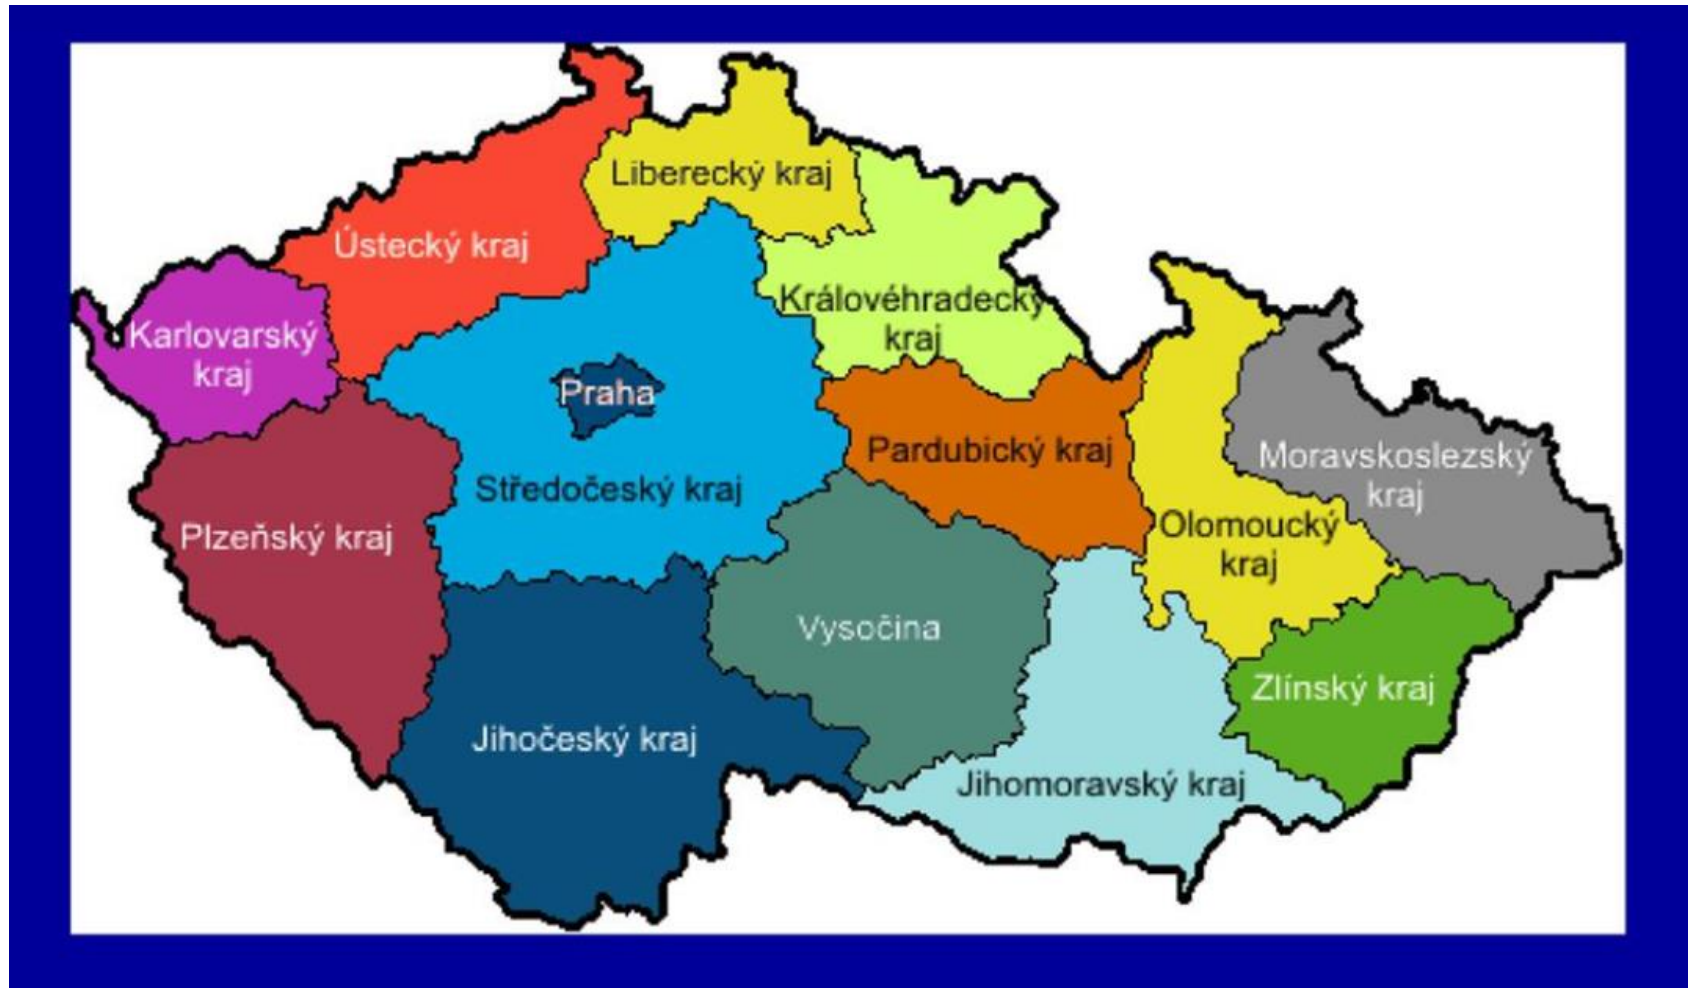 Liberecký kraj
Ústecký kraj
Královéhradecký
kraj
Karlovarský
kraj
Praha
Pardubický kraj
Moravskoslezský
kraj
Středočeský kraj
Olomoucký
kraj
Plzeňský kraj
Vysočina
Zlínský kraj
Jihočeský kraj
Jihomoravský kraj